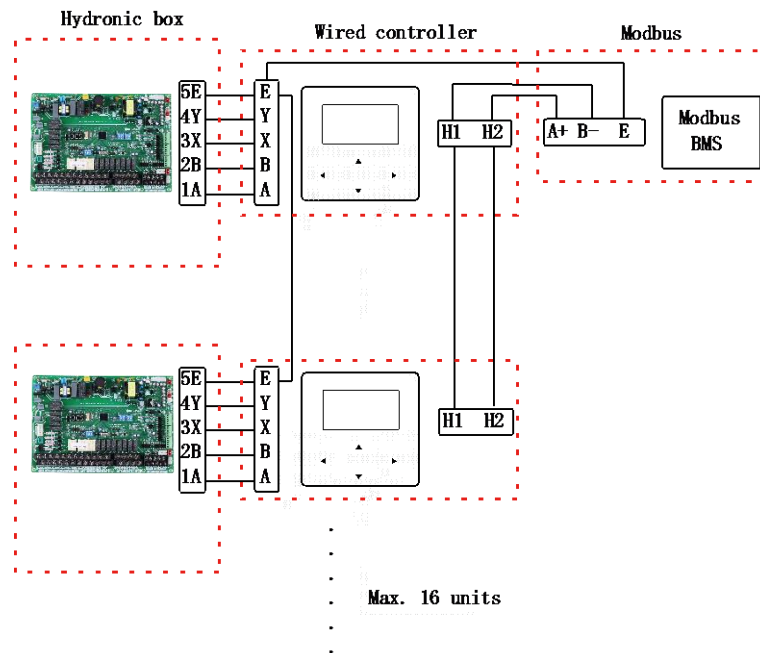 Hydronic box
Wired controller
Modbus
5E
4Y
3X
2B
1A
E
Y
X
B
A
H1 H2
A+ B- E
Modbus
BMS
5E
4Y
3X
2B
1A
E
Y
X
B
A
H1 H2
Max. 16 units